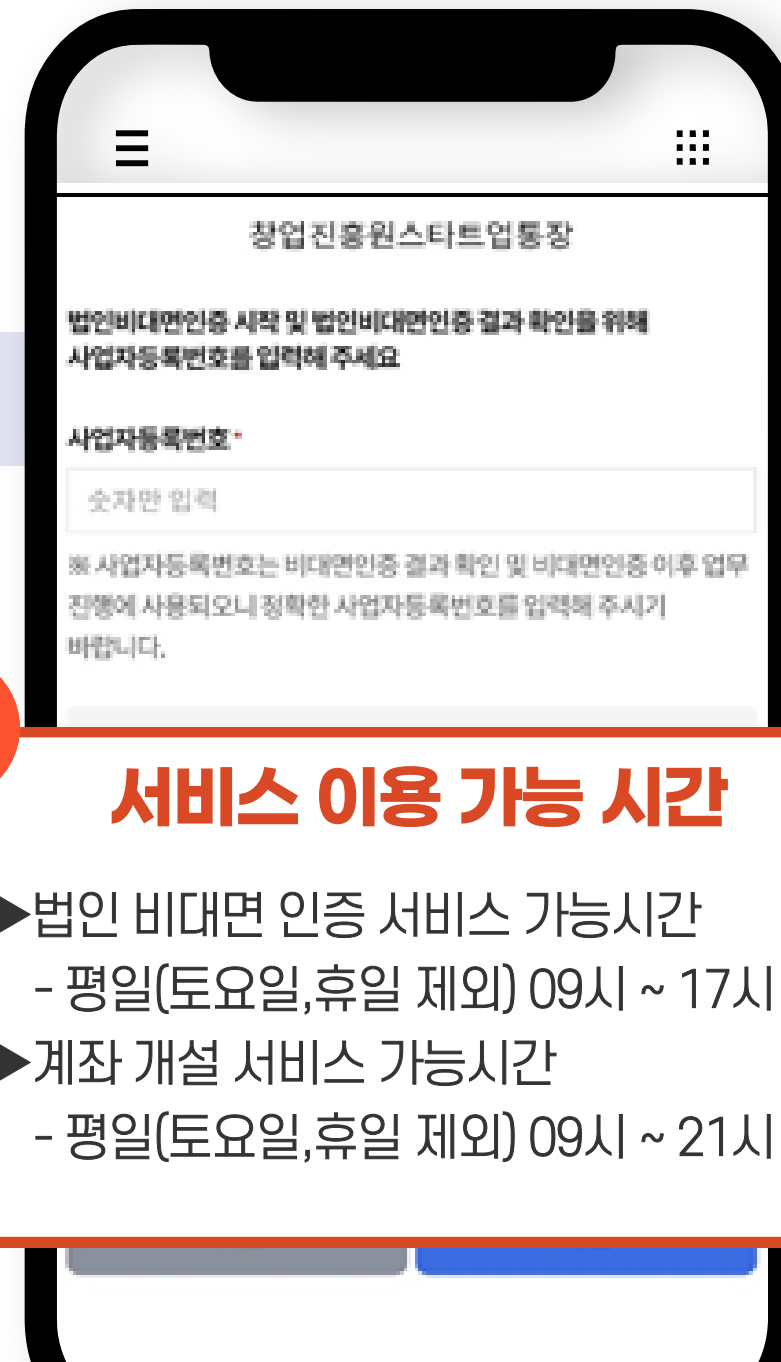 창업진흥원스타트업통장
법인비대면인증 시작 및 법인비대면인증 결과 확인을 위해
사업자등록번호를 입력해 주세요
사업자등록번호*
숫자만 입력
※ 사업자등록번호는 비대면인증 결과 확인 및 비대면인증 이후 업무
진행에 사용되오니 정확한 사업자등록번호를 입력해 주시기
바랍니다.
서비스 이용 가능 시간
▶법인 비대면 인증 서비스 가능시간
- 평일(토요일,휴일 제외) 09시 ~ 17시
▶계좌 개설 서비스 가능시간
- 평일(토요일,휴일 제외) 09시 ~ 21시